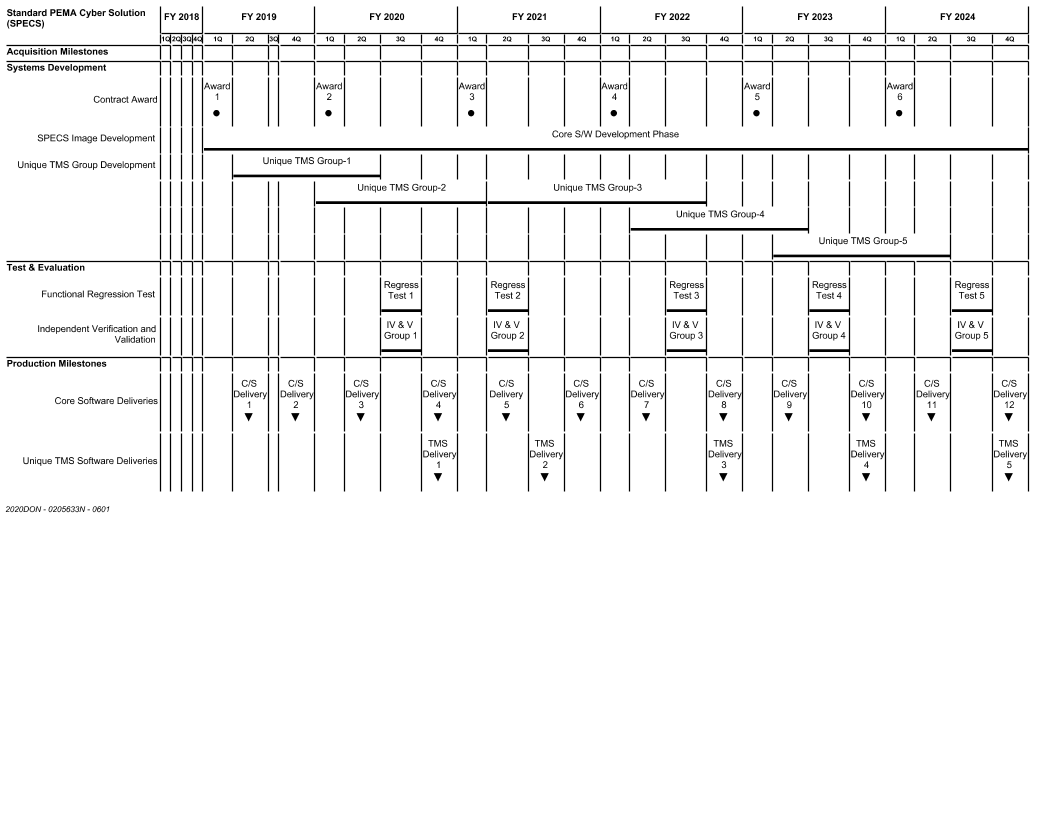 Standard PEMA Cyber Solution
(SPECS)
FY 2018 FY 2019 FY 2020 FY 2021 FY 2022 FY 2023 FY 2024
1Q 2Q 3Q 4Q 1Q 2Q 3Q 4Q 1Q 2Q 3Q 4Q 1Q 2Q 3Q 4Q 1Q 2Q 3Q 4Q 1Q 2Q 3Q 4Q 1Q 2Q 3Q 4Q
Acquisition Milestones
Systems Development
Contract Award
Award Award Award Award Award Award
1 2 3 4 5 6
SPECS Image Development
Core S/W Development Phase
Unique TMS Group Development
Unique TMS Group-1
Unique TMS Group-2 Unique TMS Group-3
Unique TMS Group-4
Unique TMS Group-5
Test & Evaluation
Functional Regression Test
Regress Regress Regress Regress Regress
Test 1 Test 2 Test 3 Test 4 Test 5
Independent Verification and
Validation
IV & V IV & V IV & V IV & V IV & V
Group 1 Group 2 Group 3 Group 4 Group 5
Production Milestones
Core Software Deliveries
C/S C/S C/S C/S C/S C/S C/S C/S C/S C/S C/S C/S
Delivery Delivery Delivery Delivery Delivery Delivery Delivery Delivery Delivery Delivery Delivery Delivery
1 2 3 4 5 6 7 8 9 10 11 12
Unique TMS Software Deliveries
TMS TMS TMS TMS TMS
Delivery Delivery Delivery Delivery Delivery
1 2 3 4 5
2020DON - 0205633N - 0601